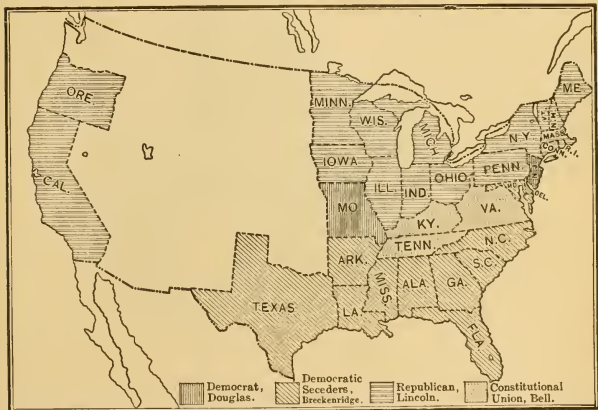 ORE.
CAL.
MINN.
WIS.
MICH.
IOWA
ILL.
IND.
OHIO
MO
KY.
TENN.
ARK.
LA.
MISS.
ALA.
GA.
FLA.
TEXAS
S.C.
N.C.
VA.
PENN.
N.Y.
ME.
MASS.
R.I.
DEL.
Democrat,
Douglas.
Democratic
Seceders,
Breckenridge.
Republican,
Lincoln.
Constitutional
Union, Bell.